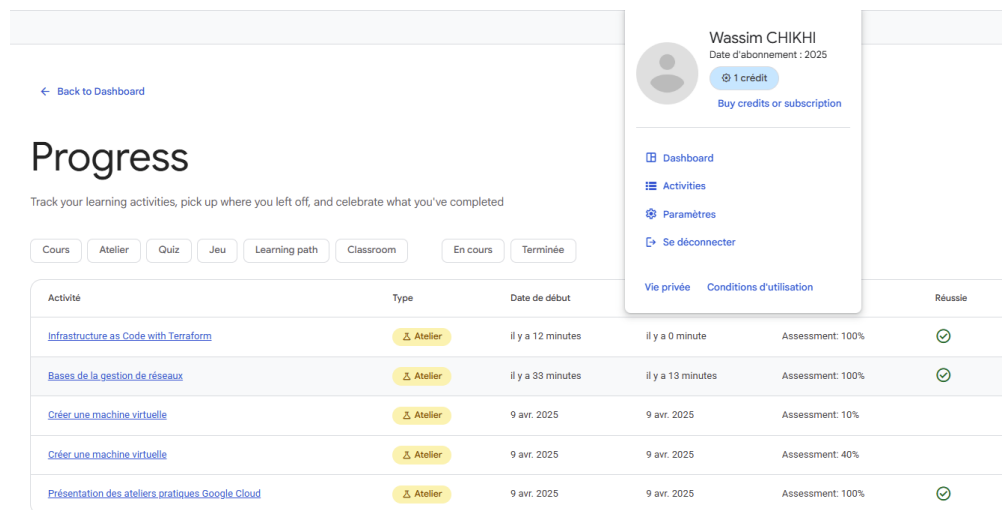 Wassim CHIKHI
Date d'abonnement : 2025
1 crédit
Buy credits or subscription
Dashboard
Activities
Paramètres
Se déconnecter
Vie privée Conditions d'utilisation
← Back to Dashboard
Progress
Track your learning activities, pick up where you left off, and celebrate what you've completed
Cours Atelier Quiz Jeu Learning path Classroom En cours Terminée
Activité Type Date de début Réussie
Infrastructure as Code with Terraform Atelier il y a 12 minutes il y a 0 minute Assessment: 100%
Bases de la gestion de réseaux Atelier il y a 33 minutes il y a 13 minutes Assessment: 100%
Créer une machine virtuelle Atelier 9 avr. 2025 9 avr. 2025 Assessment: 10%
Créer une machine virtuelle Atelier 9 avr. 2025 9 avr. 2025 Assessment: 40%
Présentation des ateliers pratiques Google Cloud Atelier 9 avr. 2025 9 avr. 2025 Assessment: 100%